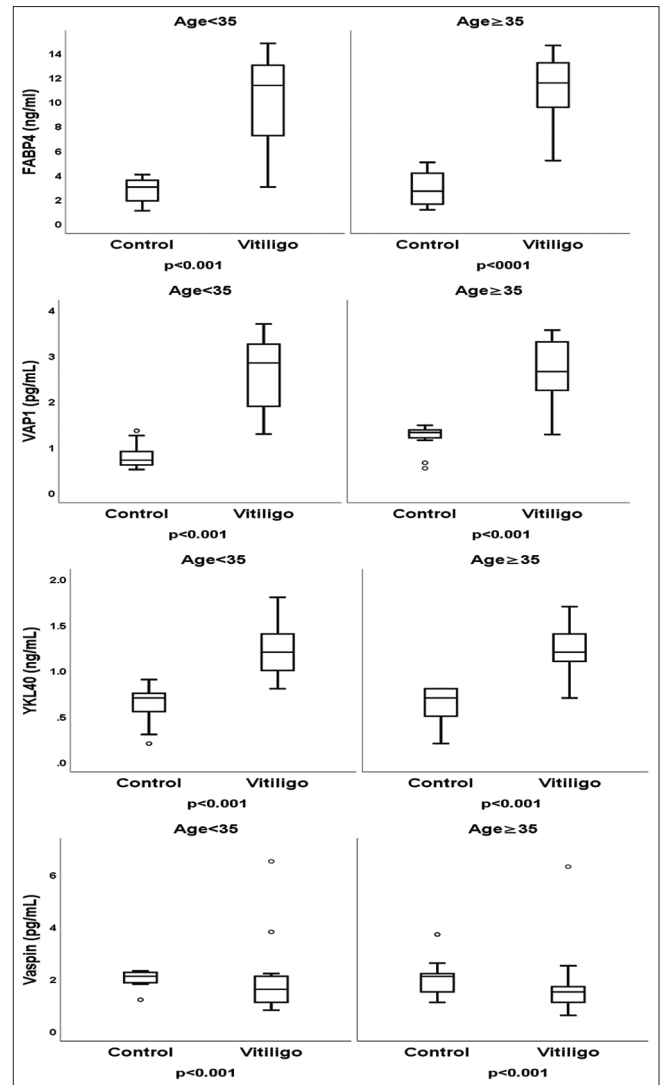 Age<35 Age≥35
FABP4 (ng/ml)
14
12
10
8
6
4
2
0
Control Vitiligo Control Vitiligo
p<0.001 p<0001
Age<35 Age≥35
VAP1 (pg/mL)
4
3
2
1
0
Control Vitiligo Control Vitiligo
p<0.001 p<0.001
Age<35 Age≥35
YKL40 (ng/mL)
2.0
1.5
1.0
.5
.0
Control Vitiligo Control Vitiligo
p<0.001 p<0.001
Age<35 Age≥35
Vaspin (pg/mL)
6
4
2
0
Control Vitiligo Control Vitiligo
p<0.001 p<0.001